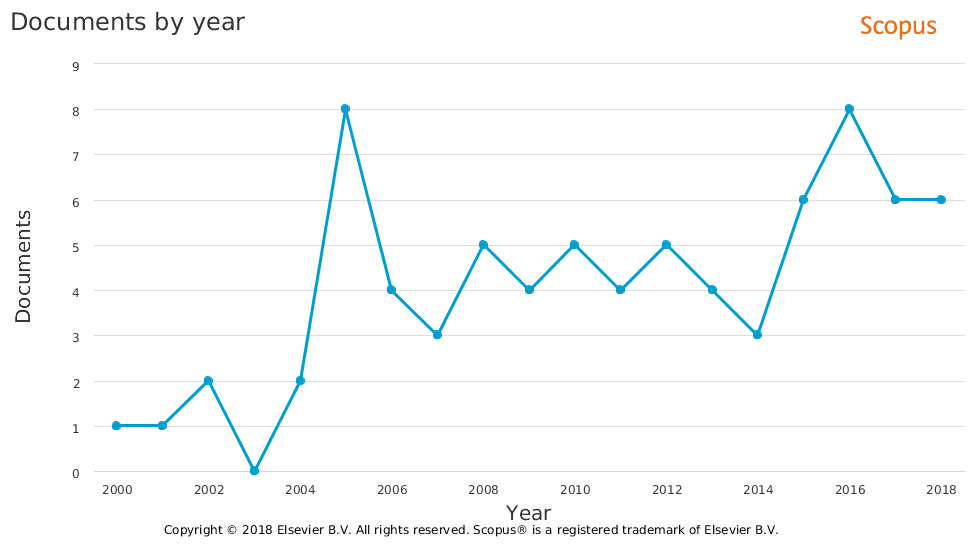 Documents by year
Scopus
9
8
7
6
5
4
3
2
1
0
Documents
2000 2002 2004 2006 2008 2010 2012 2014 2016 2018
Year
Copyright © 2018 Elsevier B.V. All rights reserved. Scopus® is a registered trademark of Elsevier B.V.